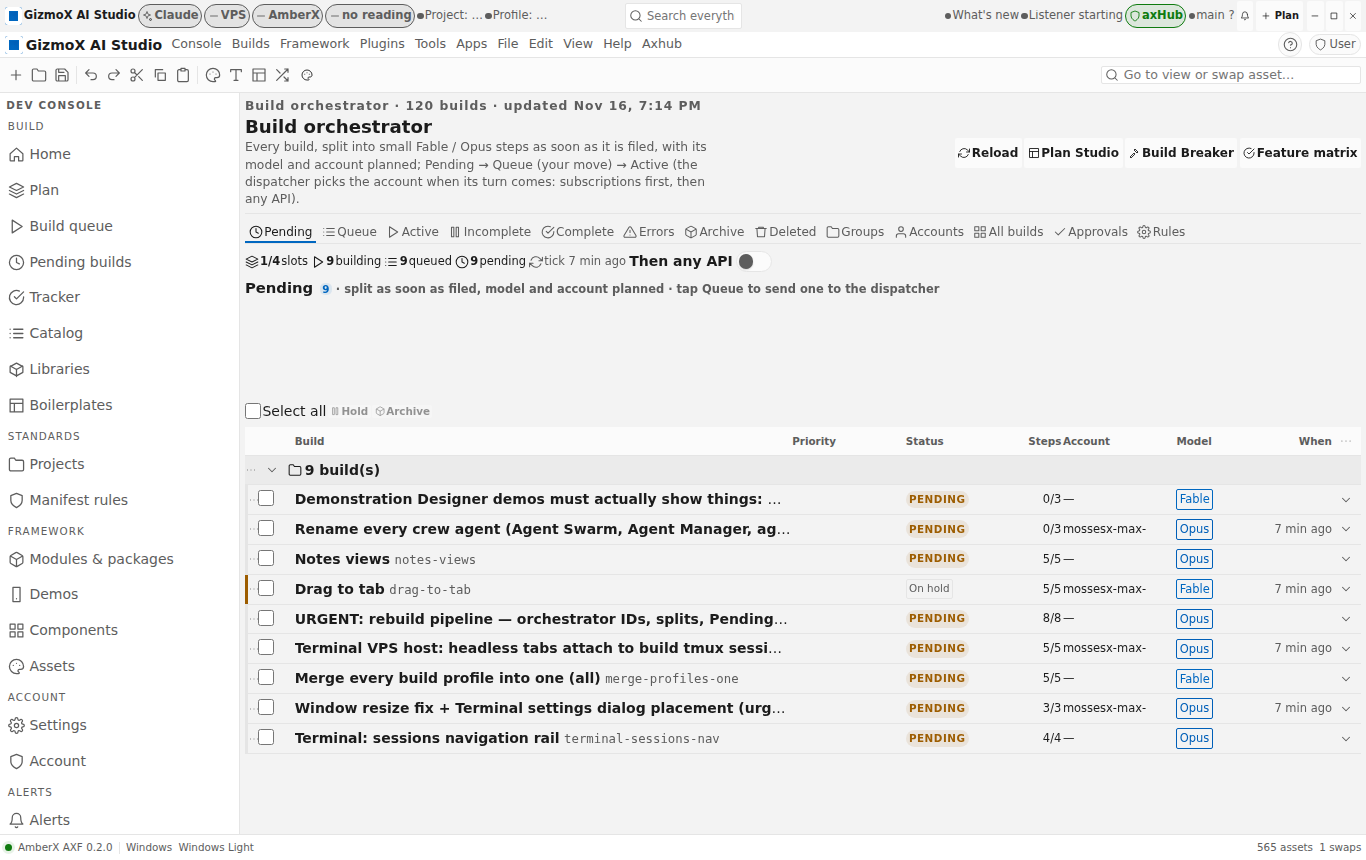 GizmoX AI Studio Claude VPS AmberX no reading Project: ... Profile: ... Search everyth What's new Listener starting axHub main ? Plan
GizmoX AI Studio Console Builds Framework Plugins Tools Apps File Edit View Help Axhub User
Go to view or swap asset...
DEV CONSOLE
BUILD
Home
Plan
Build queue
Pending builds
Tracker
Catalog
Libraries
Boilerplates
STANDARDS
Projects
Manifest rules
FRAMEWORK
Modules & packages
Demos
Components
Assets
ACCOUNT
Settings
Account
ALERTS
Alerts
Build orchestrator · 120 builds · updated Nov 16, 7:14 PM
Build orchestrator
Every build, split into small Fable / Opus steps as soon as it is filed, with its
model and account planned; Pending → Queue (your move) → Active (the
dispatcher picks the account when its turn comes: subscriptions first, then
any API).
Reload Plan Studio Build Breaker Feature matrix
Pending Queue Active Incomplete Complete Errors Archive Deleted Groups Accounts All builds Approvals Rules
1/4 slots 9 building 9 queued 9 pending tick 7 min ago Then any API
Pending 9 · split as soon as filed, model and account planned · tap Queue to send one to the dispatcher
Select all Hold Archive
Build Priority Status Steps Account Model When ...
9 build(s)
Demonstration Designer demos must actually show things: ... PENDING 0/3 — Fable
Rename every crew agent (Agent Swarm, Agent Manager, ag... PENDING 0/3 mossesx-max- Opus 7 min ago
Notes views notes-views PENDING 5/5 — Opus
Drag to tab drag-to-tab On hold 5/5 mossesx-max- Fable 7 min ago
URGENT: rebuild pipeline — orchestrator IDs, splits, Pending... PENDING 8/8 — Opus
Terminal VPS host: headless tabs attach to build tmux sessi... PENDING 5/5 mossesx-max- Opus 7 min ago
Merge every build profile into one (all) merge-profiles-one PENDING 5/5 — Fable
Window resize fix + Terminal settings dialog placement (urg... PENDING 3/3 mossesx-max- Opus 7 min ago
Terminal: sessions navigation rail terminal-sessions-nav PENDING 4/4 — Opus
AmberX AXF 0.2.0 Windows Windows Light 565 assets 1 swaps